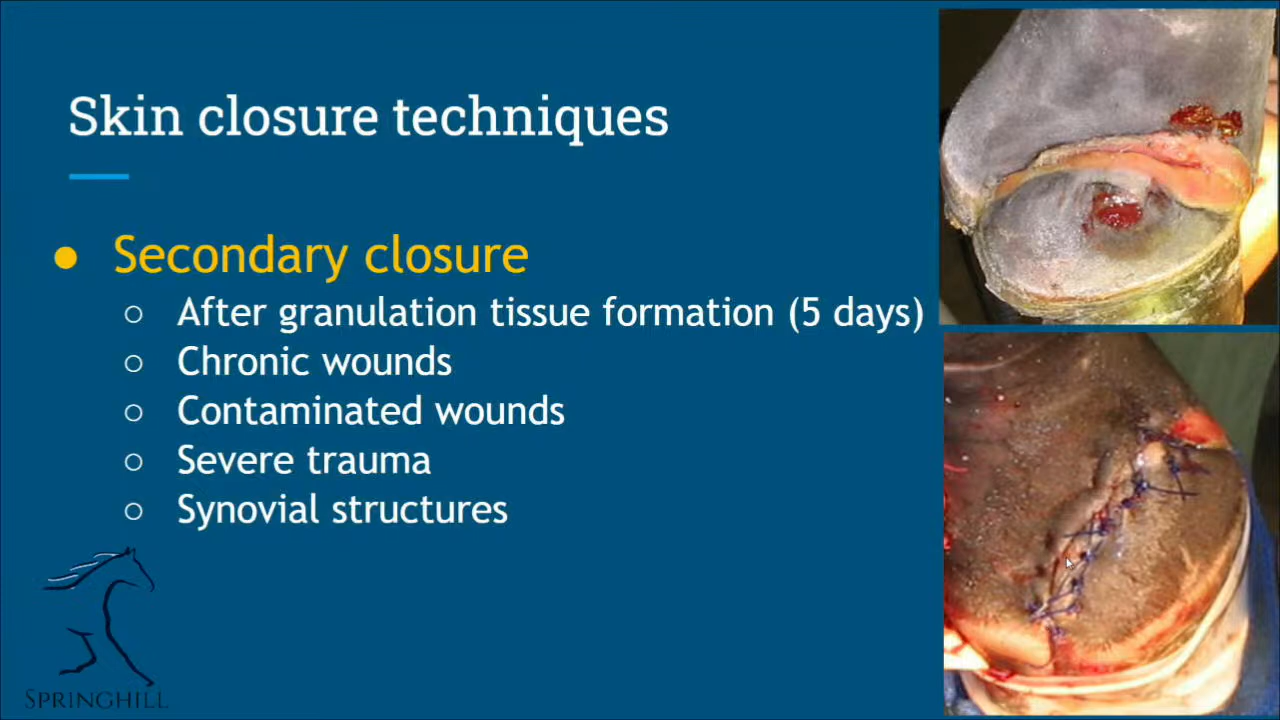 Skin closure techniques
● Secondary closure
○ After granulation tissue formation (5 days)
○ Chronic wounds
○ Contaminated wounds
○ Severe trauma
○ Synovial structures
SPRINGHILL